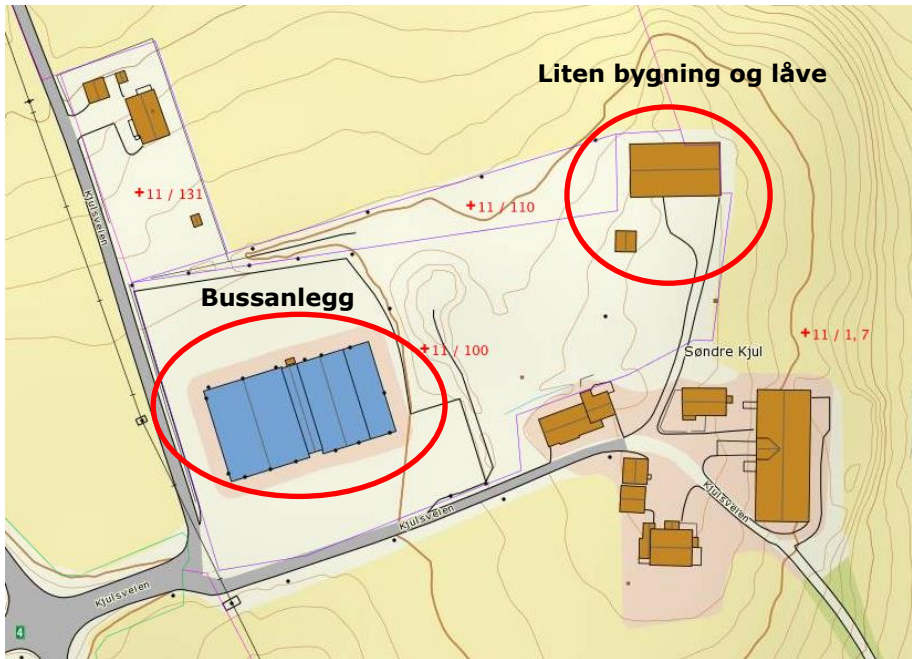 Liten bygning og låve
+11 / 131
+11 / 110
Kjulsveien
Bussanlegg
+11 / 100
+11 / 1, 7
Søndre Kjul
Kjulsveien
Kjulsveien
Kjulsveien
4